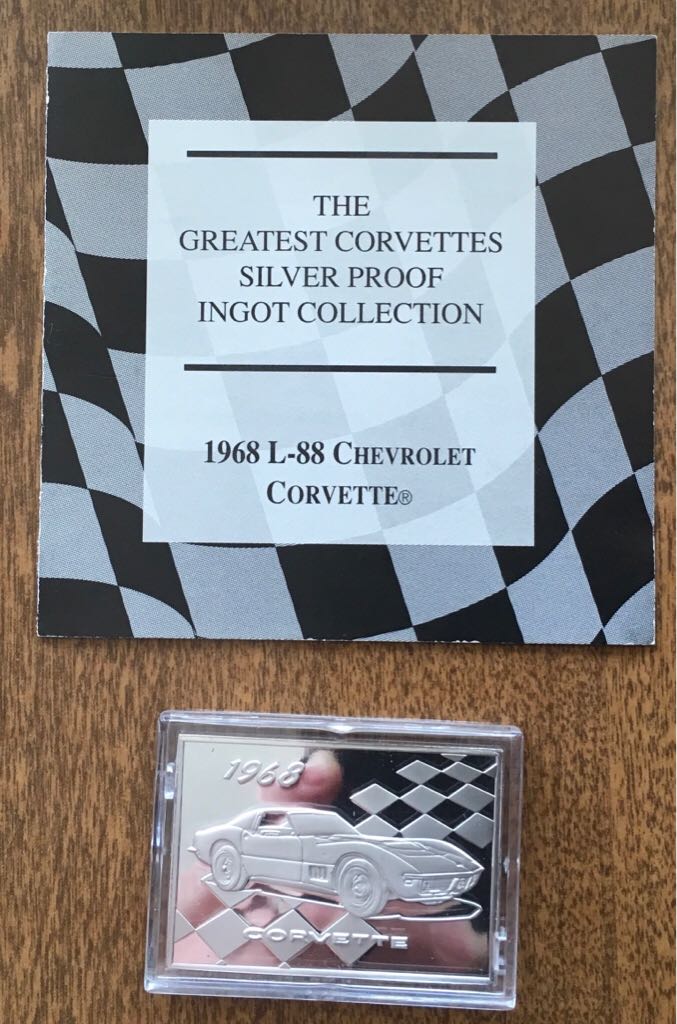 THE
GREATEST CORVETTES
SILVER PROOF
INGOT COLLECTION
1968 L-88 CHEVROLET
CORVETTE®
1968
CORVETTE